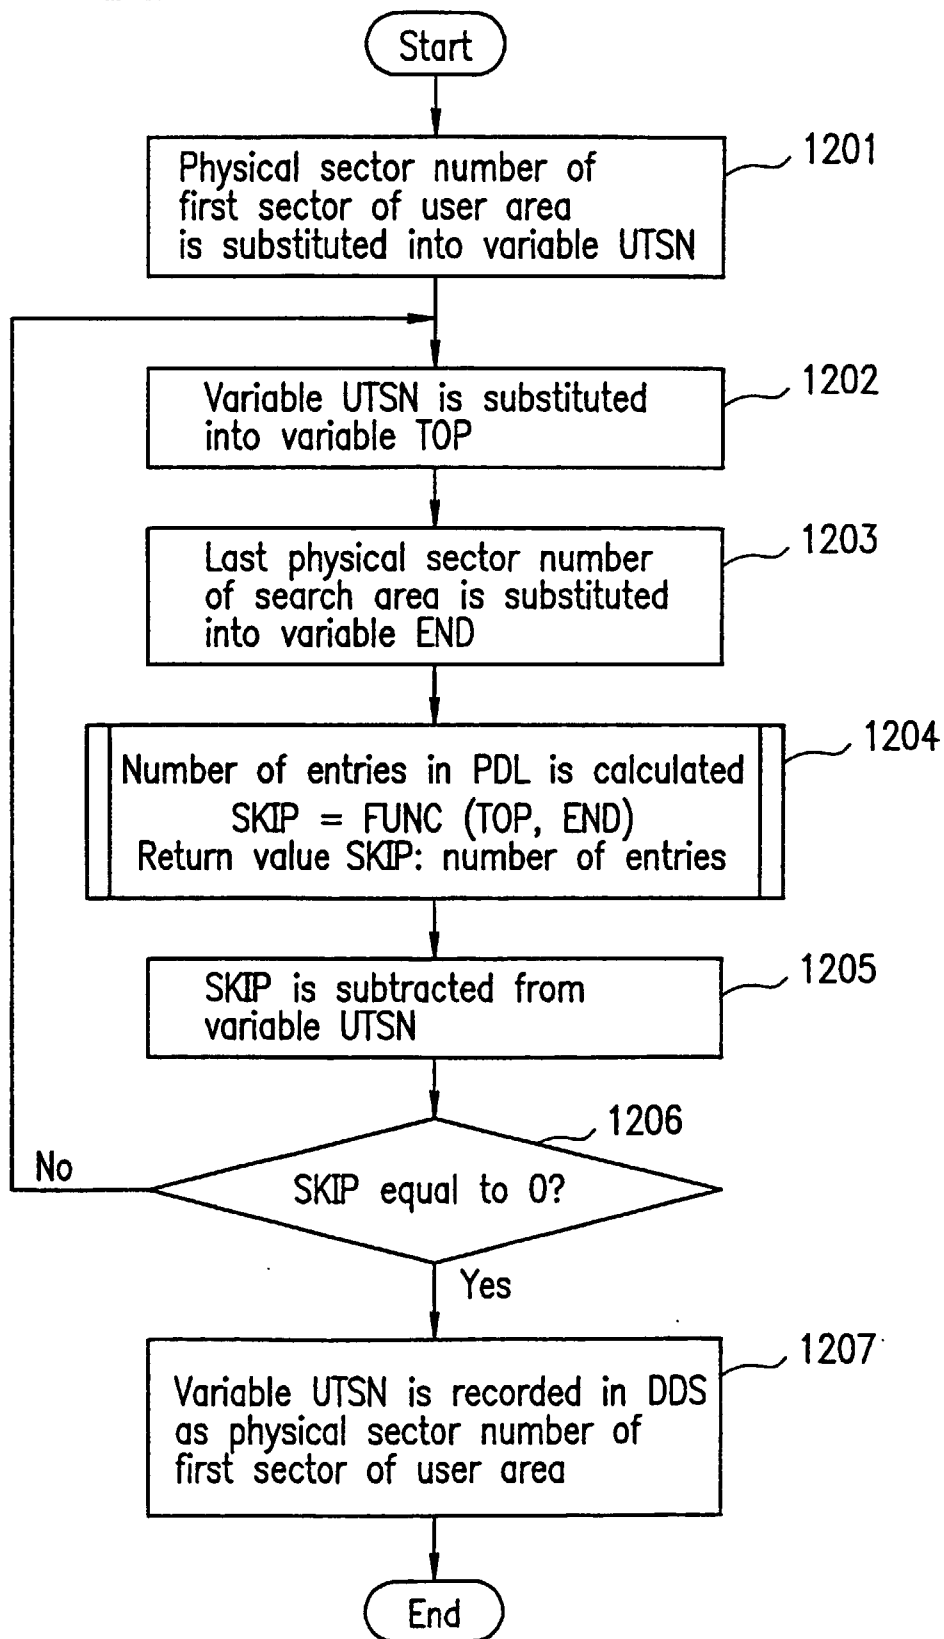 Start
1201
Physical sector number of
first sector of user area
is substituted into variable UTSN
1202
Variable UTSN is substituted
into variable TOP
1203
Last physical sector number
of search area is substituted
into variable END
1204
Number of entries in PDL is calculated
SKIP = FUNC (TOP, END)
Return value SKIP: number of entries
1205
SKIP is subtracted from
variable UTSN
1206
No
SKIP equal to 0?
Yes
1207
Variable UTSN is recorded in DDS
as physical sector number of
first sector of user area
End